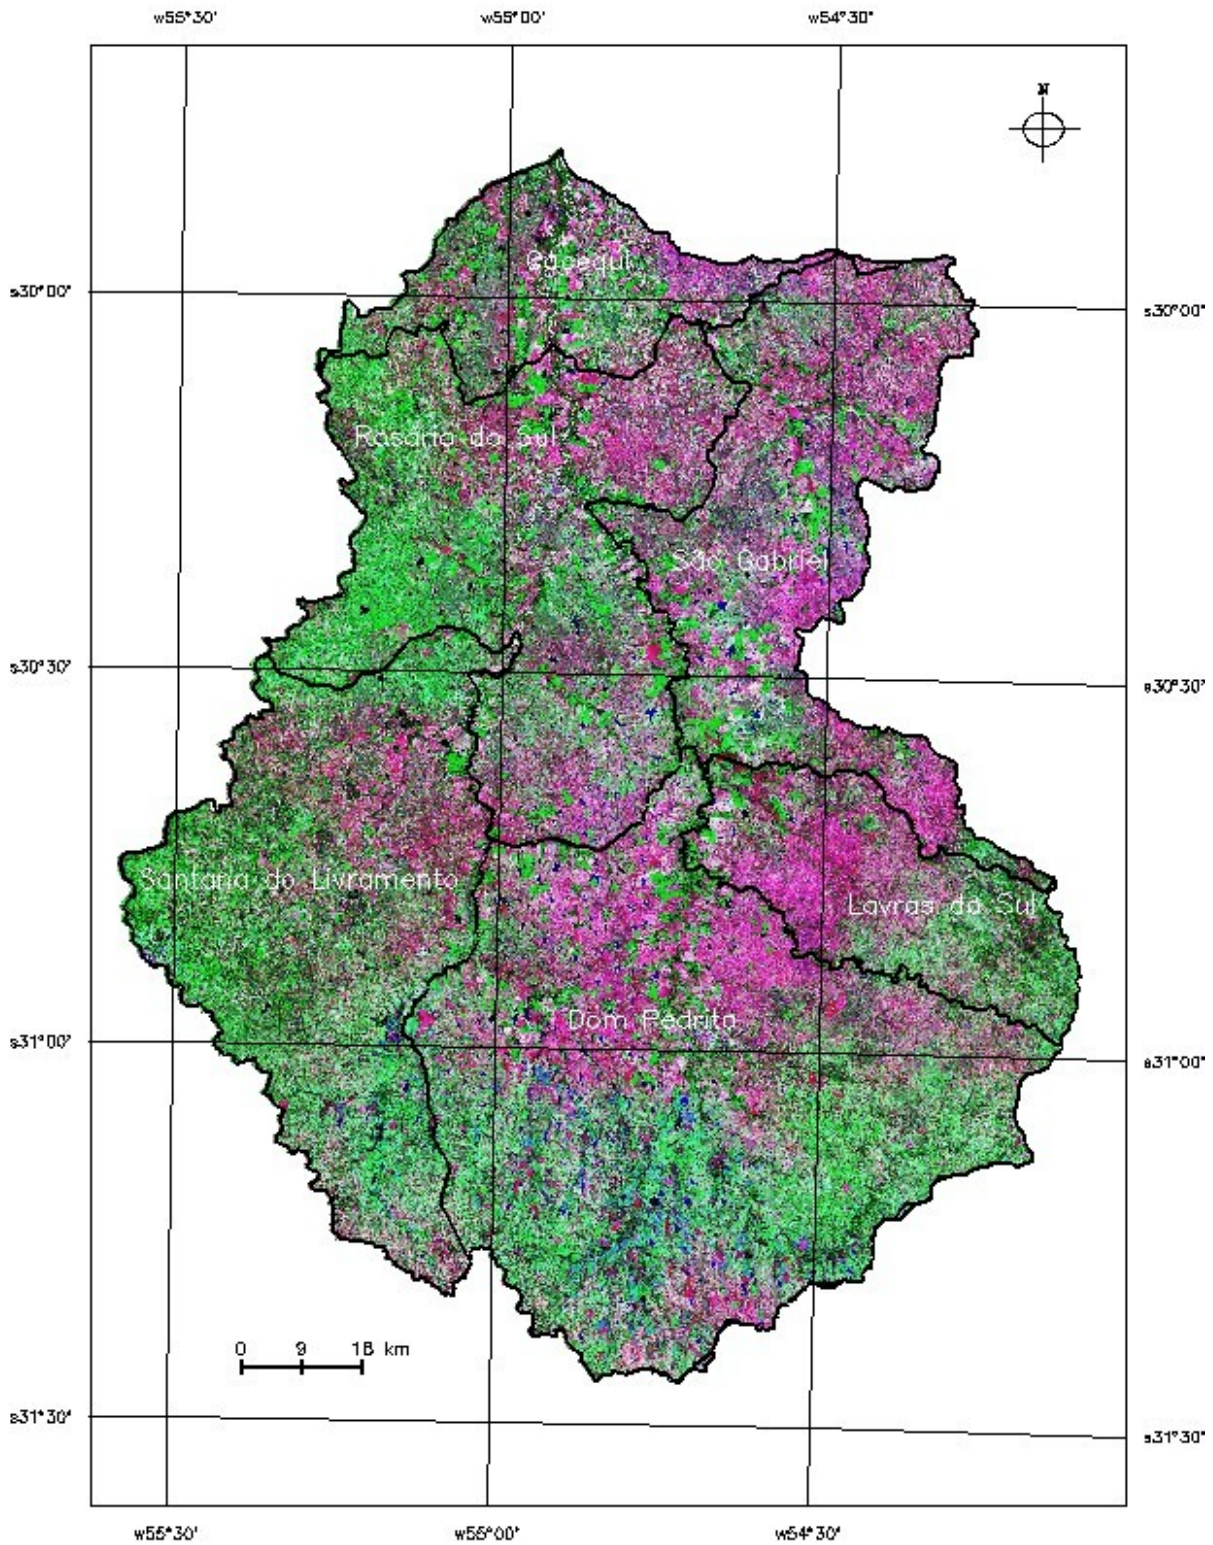 w55°30' w55°00' w54°30'
N
s30°00' s30°00'
Cacequi
Rosário do Sul
São Gabriel
s30°30' s30°30'
Santana do Livramento
Lavras do Sul
Dom Pedrito
s31°00' s31°00'
0 9 18 km
s31°30' s31°30'
w55°30' w55°00' w54°30'